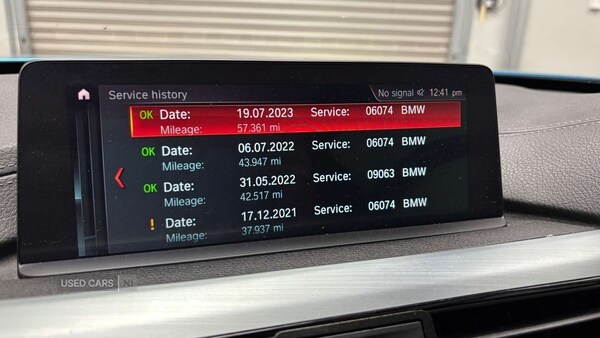 Service history
No signal 12:41 pm
OK Date: 19.07.2023 Service: 06074 BMW
Mileage: 57.361 mi
OK Date: 06.07.2022 Service: 06074 BMW
Mileage: 43.947 mi
OK Date: 31.05.2022 Service: 09063 BMW
Mileage: 42.517 mi
! Date: 17.12.2021 Service: 06074 BMW
Mileage: 37.937 mi
USED CARS NI